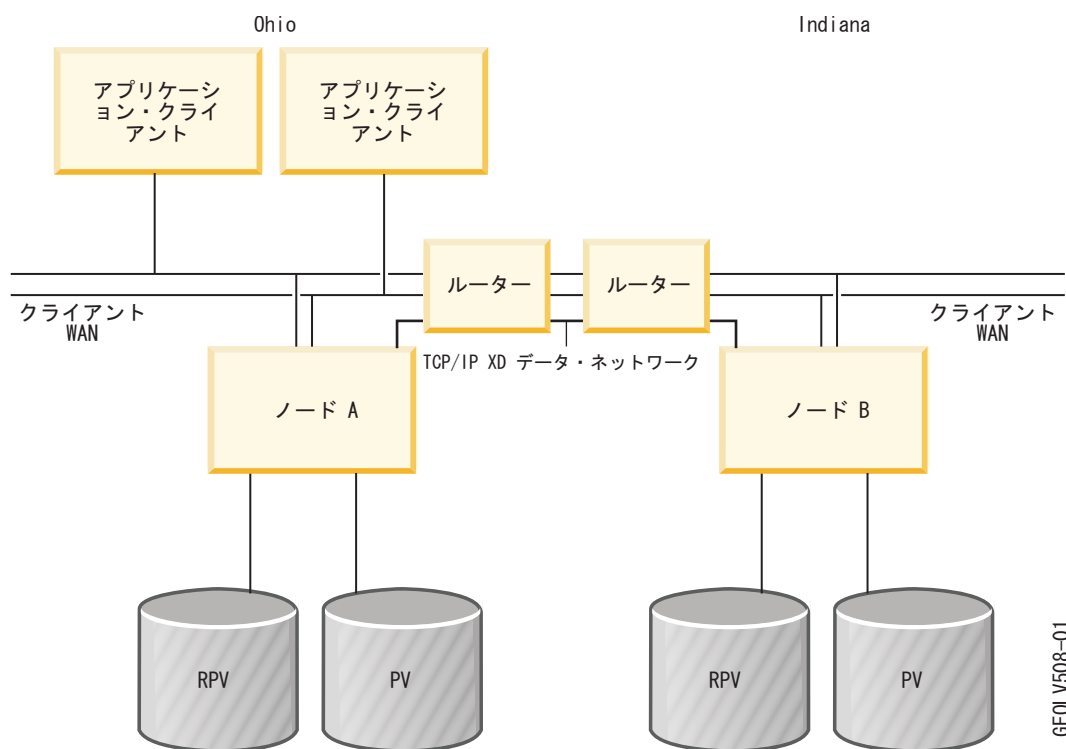 Ohio
Indiana
アプリケーシ
ョン・クライ
アント
アプリケーシ
ョン・クライ
アント
ルーター
ルーター
クライアント
WAN
クライアント
WAN
TCP/IP XD データ・ネットワーク
ノード A
ノード B
RPV
PV
RPV
PV
GEOLV508-01